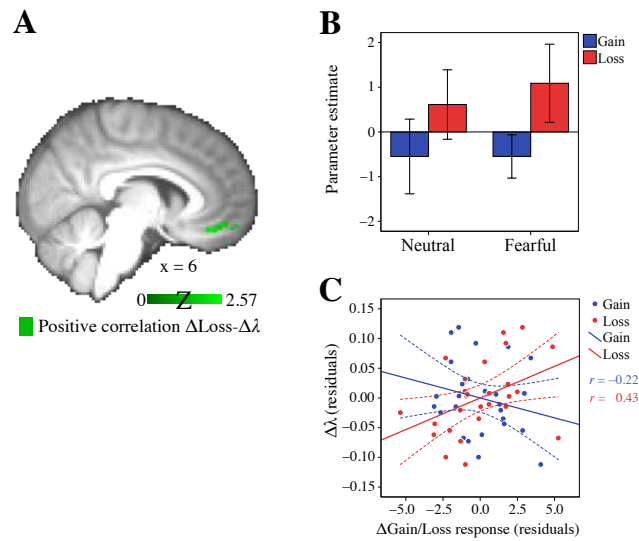 A
x = 6
0 Z 2.57
Positive correlation ΔLoss-Δλ
B
Gain
Loss
Parameter estimate
2
1
0
−1
−2
Neutral Fearful
C
Gain
Loss
Gain
Loss
r = −0.22
r = 0.43
Δλ (residuals)
0.15
0.10
0.05
0.00
−0.05
−0.10
−0.15
−5.0 −2.5 0.0 2.5 5.0
ΔGain/Loss response (residuals)